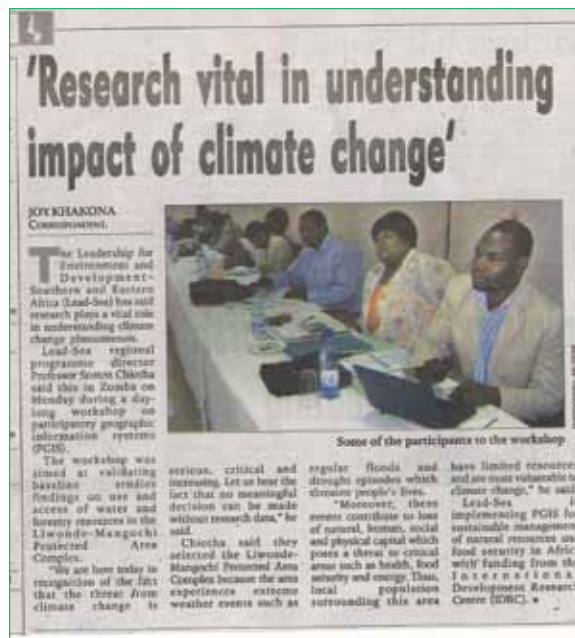 'Research vital in understanding
impact of climate change'
JOY KHAKONA
CORRESPONDENT
The Leadership for
Environment and
Development-
Southern and Eastern
Africa (Lead-Sea) has said
research plays a vital role
in understanding climate
change phenomenon.
Lead-Sea regional
programme director
Professor Sosten Chiotha
said this in Zomba on
Monday during a day-
long workshop on
participatory geographic
information systems
(PGIS).
The workshop was
aimed at validating
baseline studies
findings on use and
access of water and
forestry resources in the
Liwonde-Mangochi
Protected Area
Complex.
"We are here today in
recognition of the fact
that the threat from
climate change is
Some of the participants to the workshop
serious, critical and
increasing. Let us bear the
fact that no meaningful
decision can be made
without research data," he
said.
Chiotha said they
selected the Liwonde-
Mangochi Protected Area
Complex because the area
experiences extreme
weather events such as
regular floods and
drought episodes which
threaten people's lives.
"Moreover, these
events contribute to loss
of natural, human, social
and physical capital which
poses a threat to critical
areas such as health, food
security and energy. Thus,
local population
surrounding this area
have limited resources
and are most vulnerable to
climate change," he said.
Lead-Sea is
implementing PGIS for
sustainable management
of natural resources and
food security in Africa
with funding from the
International
Development Research
Centre (IDRC).